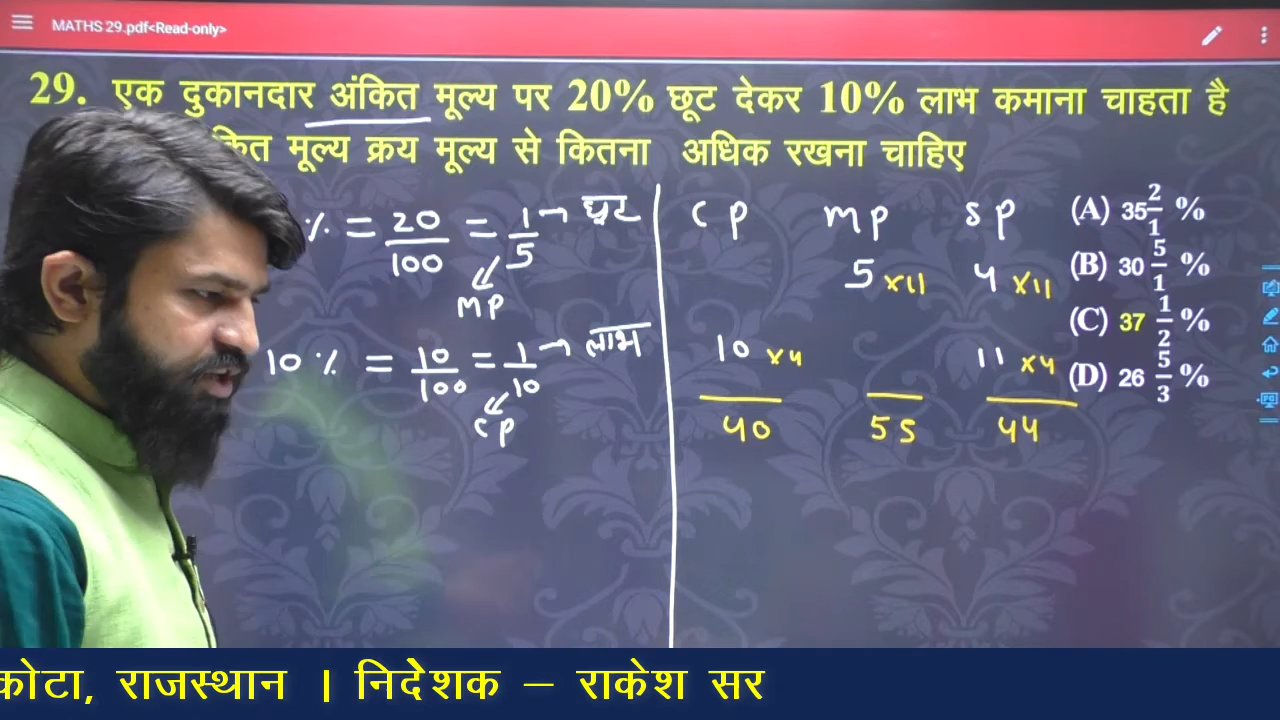 MATHS 29.pdf<Read-only>
29. एक दुकानदार अंकित मूल्य पर 20% छूट देकर 10% लाभ कमाना चाहता है
कित मूल्य क्रय मूल्य से कितना अधिक रखना चाहिए
% = 20/100 = 1/5 → छूट
MP
10 % = 10/100 = 1/10 → लाभ
CP
CP MP SP
5 ×11 4 ×11
10 ×4 11 ×4
40 55 44
(A) 35 2/1 %
(B) 30 5/1 %
(C) 37 1/2 %
(D) 26 5/3 %
कोटा, राजस्थान | निदेशक – राकेश सर